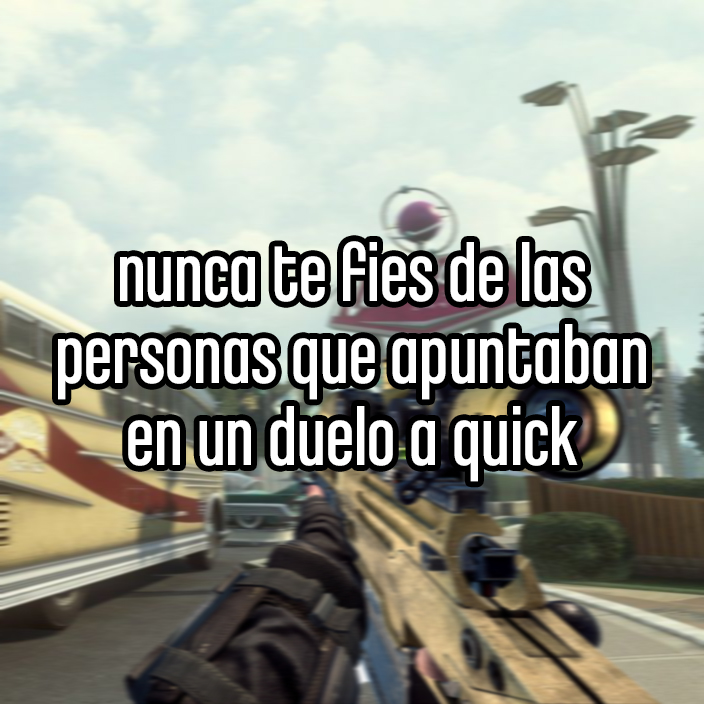 nunca te fies de las
personas que apuntaban
en un duelo a quick